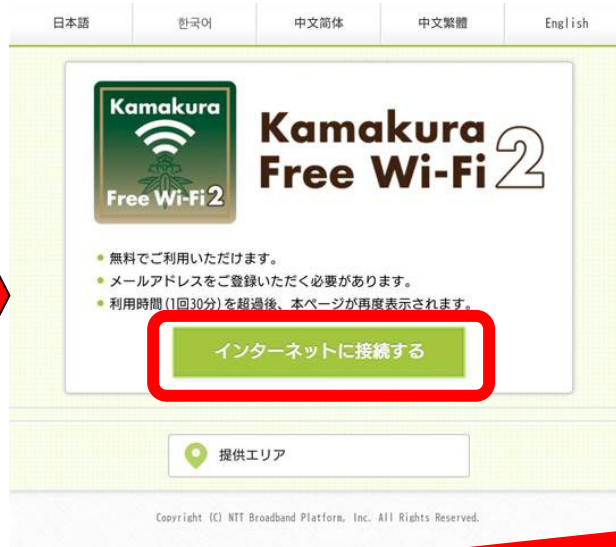 日本語 한국어 中文简体 中文繁體 English
Kamakura
Free Wi-Fi 2
Kamakura
Free Wi-Fi 2
無料でご利用いただけます。
メールアドレスをご登録いただく必要があります。
利用時間(1回30分)を超過後、本ページが再度表示されます。
インターネットに接続する
提供エリア
Copyright (C) NTT Broadband Platform, Inc. All Rights Reserved.